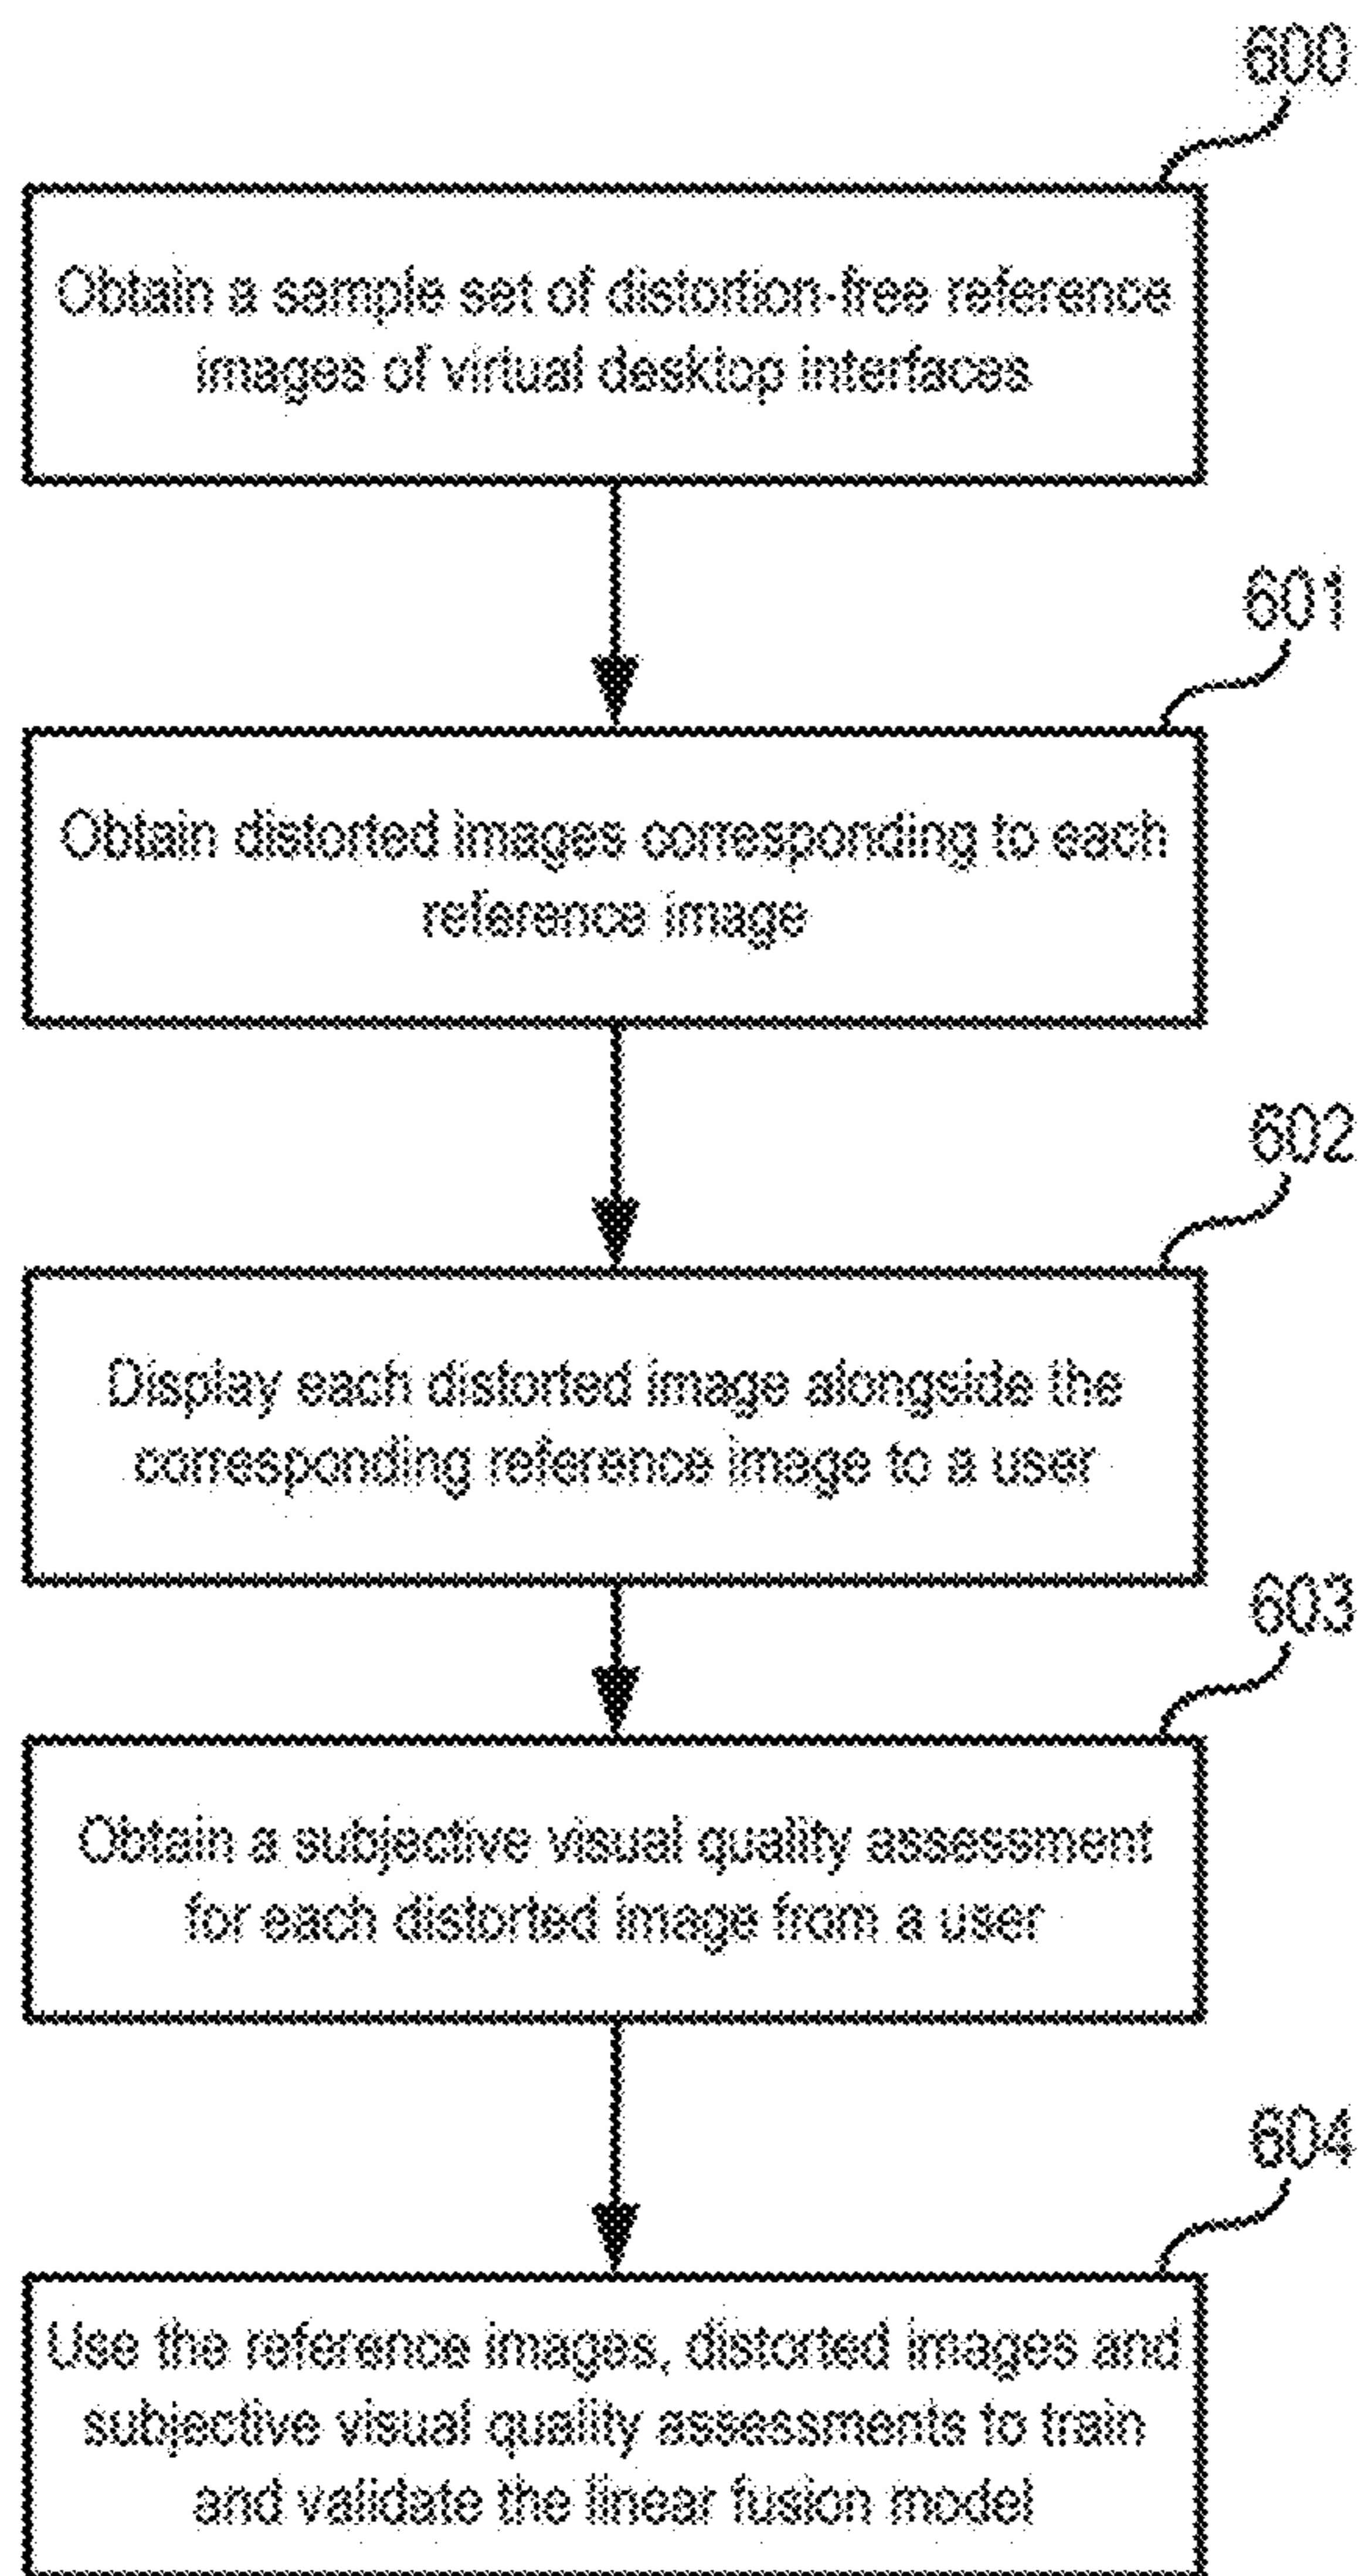 600
Obtain a sample set of distortion-free reference
images of virtual desktop interfaces
601
Obtain distorted images corresponding to each
reference image
602
Display each distorted image alongside the
corresponding reference image to a user
603
Obtain a subjective visual quality assessment
for each distorted image from a user
604
Use the reference images, distorted images and
subjective visual quality assessments to train
and validate the linear fusion model